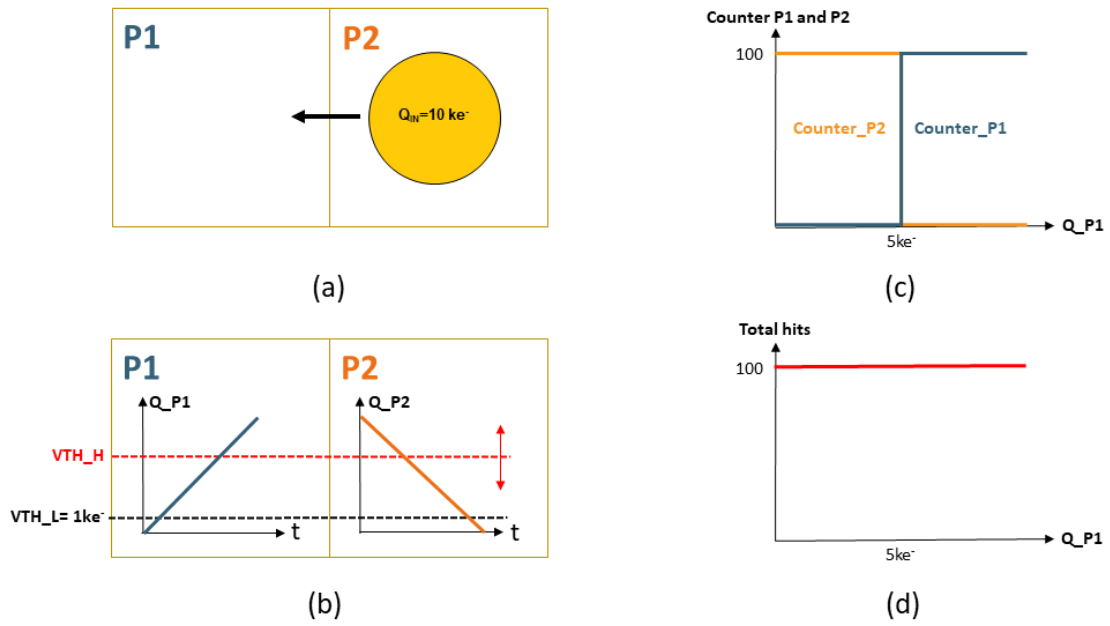 P1
P2
Q_IN=10 ke⁻
(a)
Counter P1 and P2
100
Counter_P2
Counter_P1
Q_P1
5ke⁻
(c)
P1
P2
Q_P1
Q_P2
VTH_H
VTH_L= 1ke⁻
t
t
(b)
Total hits
100
Q_P1
5ke⁻
(d)